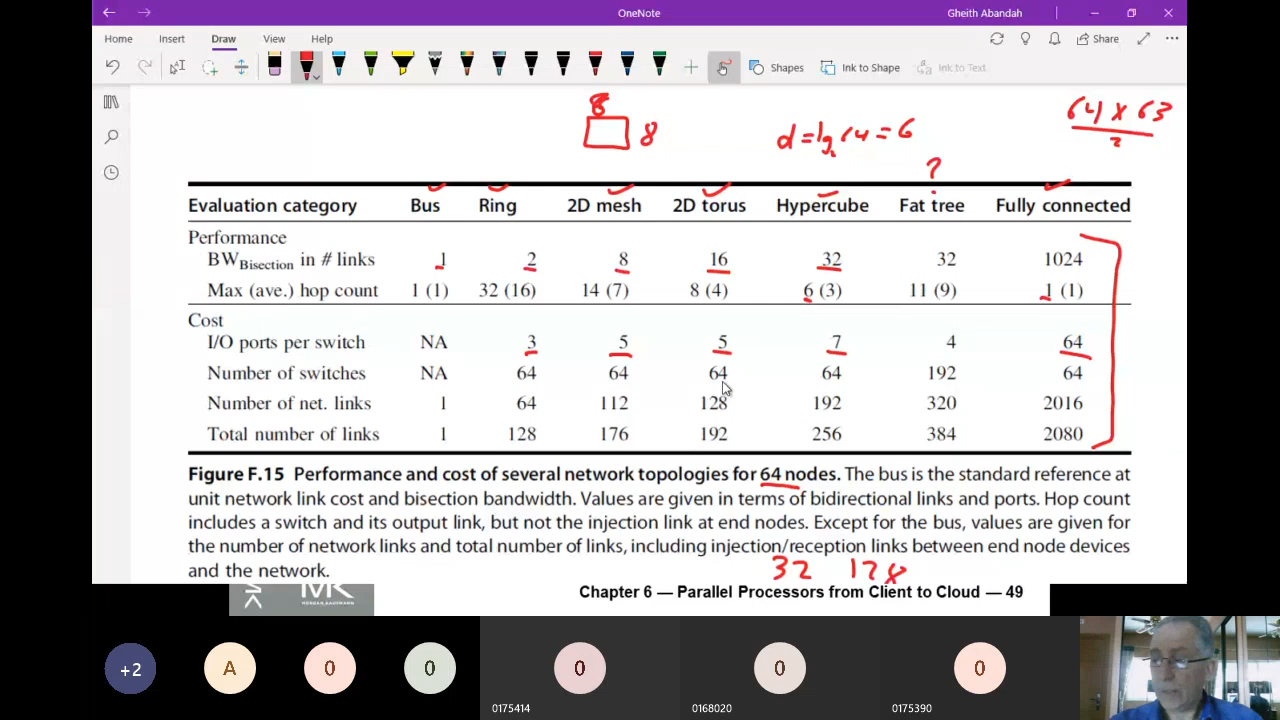 OneNote
Gheith Abandah
Home Insert Draw View Help
Share
Shapes
Ink to Shape
Ink to Text
8
8
64 x 63
2
?
Evaluation category Bus Ring 2D mesh 2D torus Hypercube Fat tree Fully connected
Performance
BWBisection in # links 1 2 8 16 32 32 1024
Max (ave.) hop count 1 (1) 32 (16) 14 (7) 8 (4) 6 (3) 11 (9) 1 (1)
Cost
I/O ports per switch NA 3 5 5 7 4 64
Number of switches NA 64 64 64 64 192 64
Number of net. links 1 64 112 128 192 320 2016
Total number of links 1 128 176 192 256 384 2080
Figure F.15 Performance and cost of several network topologies for 64 nodes. The bus is the standard reference at
unit network link cost and bisection bandwidth. Values are given in terms of bidirectional links and ports. Hop count
includes a switch and its output link, but not the injection link at end nodes. Except for the bus, values are given for
the number of network links and total number of links, including injection/reception links between end node devices
and the network.
32 128
Chapter 6 — Parallel Processors from Client to Cloud — 49
+2 A 0 0 0 0 0
0175414 0168020 0175390